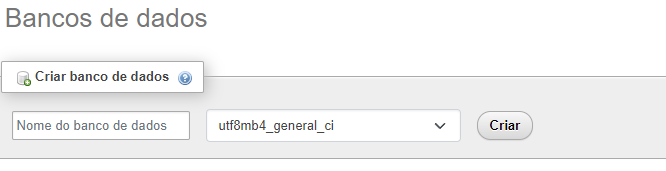 Bancos de dados
Criar banco de dados
Nome do banco de dados utf8mb4_general_ci Criar